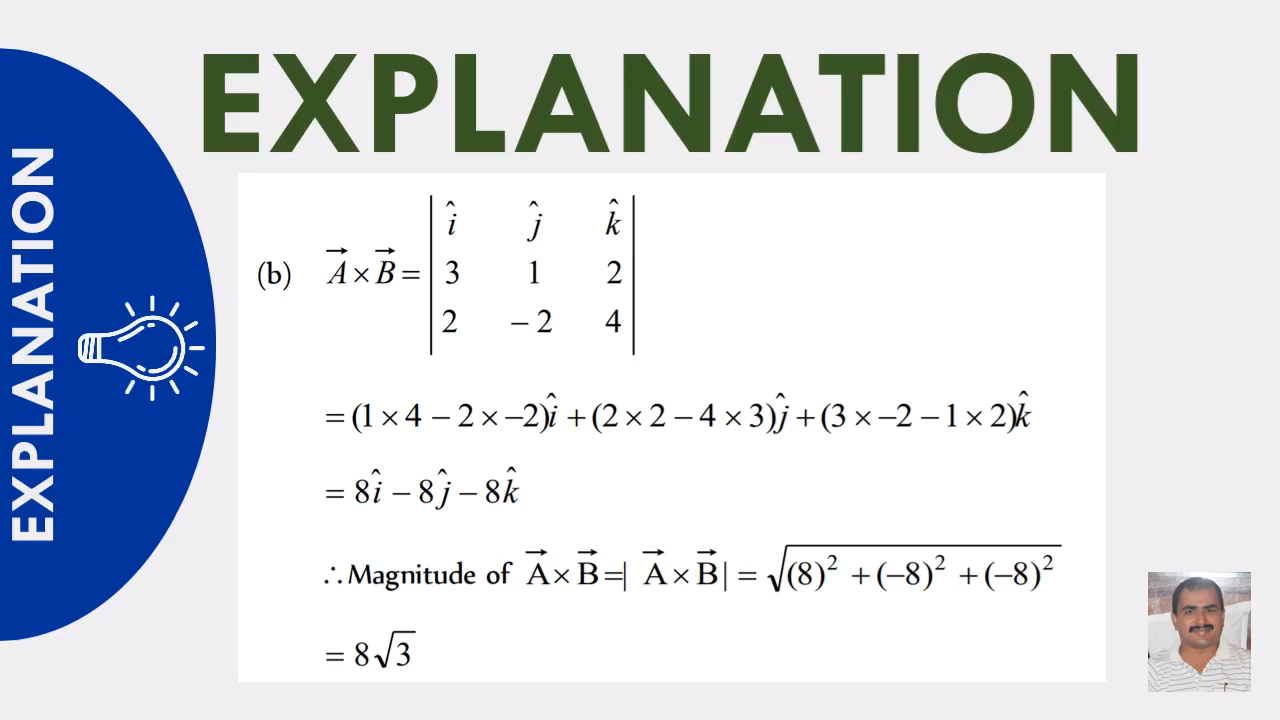 EXPLANATION
EXPLANATION
î ĵ k̂
(b) A⃗ × B⃗ = | 3 1 2 |
2 −2 4
= (1 × 4 − 2 × −2)î + (2 × 2 − 4 × 3)ĵ + (3 × −2 − 1 × 2)k̂
= 8î − 8ĵ − 8k̂
∴ Magnitude of A⃗ × B⃗ =| A⃗ × B⃗ | = √(8)² + (−8)² + (−8)²
= 8√3